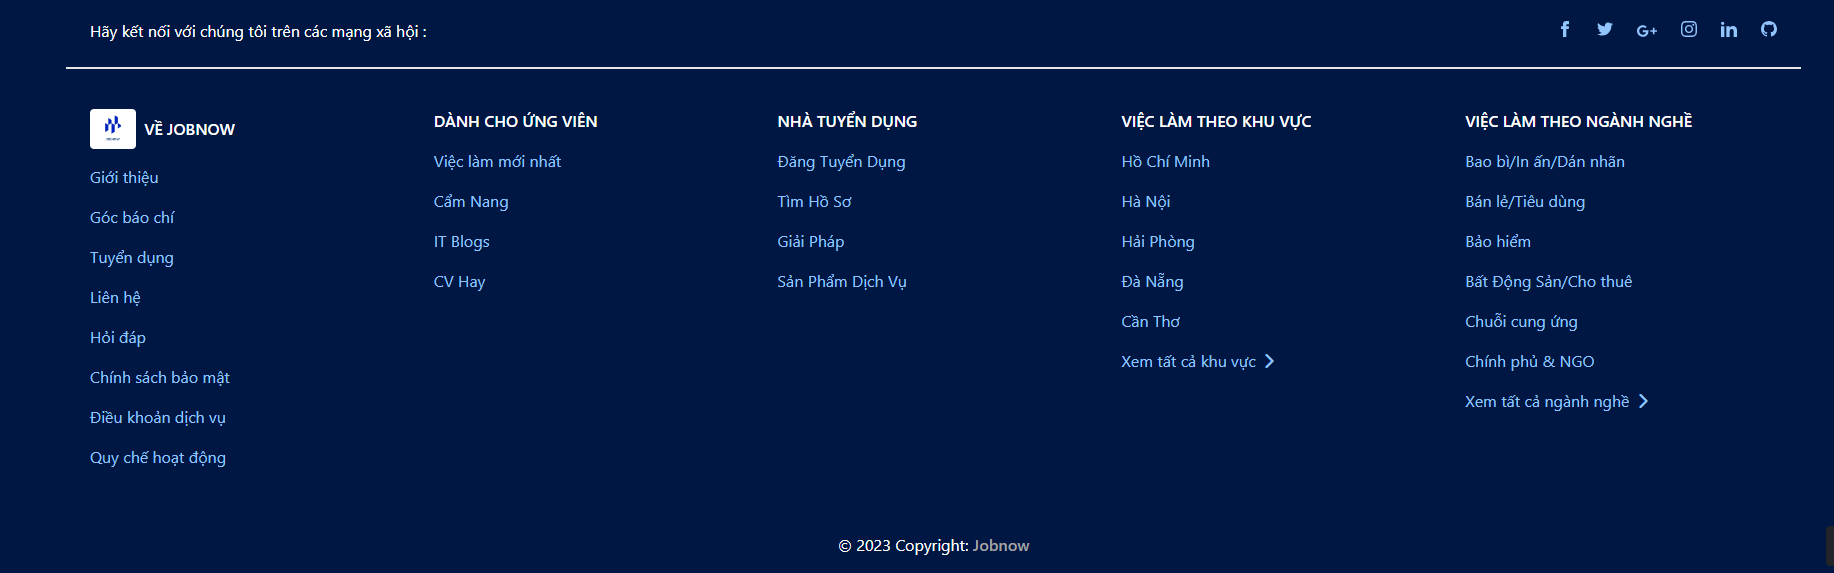 Hãy kết nối với chúng tôi trên các mạng xã hội :
VỀ JOBNOW
Giới thiệu
Góc báo chí
Tuyển dụng
Liên hệ
Hỏi đáp
Chính sách bảo mật
Điều khoản dịch vụ
Quy chế hoạt động
DÀNH CHO ỨNG VIÊN
Việc làm mới nhất
Cẩm Nang
IT Blogs
CV Hay
NHÀ TUYỂN DỤNG
Đăng Tuyển Dụng
Tìm Hồ Sơ
Giải Pháp
Sản Phẩm Dịch Vụ
VIỆC LÀM THEO KHU VỰC
Hồ Chí Minh
Hà Nội
Hải Phòng
Đà Nẵng
Cần Thơ
Xem tất cả khu vực
VIỆC LÀM THEO NGÀNH NGHỀ
Bao bì/In ấn/Dán nhãn
Bán lẻ/Tiêu dùng
Bảo hiểm
Bất Động Sản/Cho thuê
Chuỗi cung ứng
Chính phủ & NGO
Xem tất cả ngành nghề
© 2023 Copyright: Jobnow